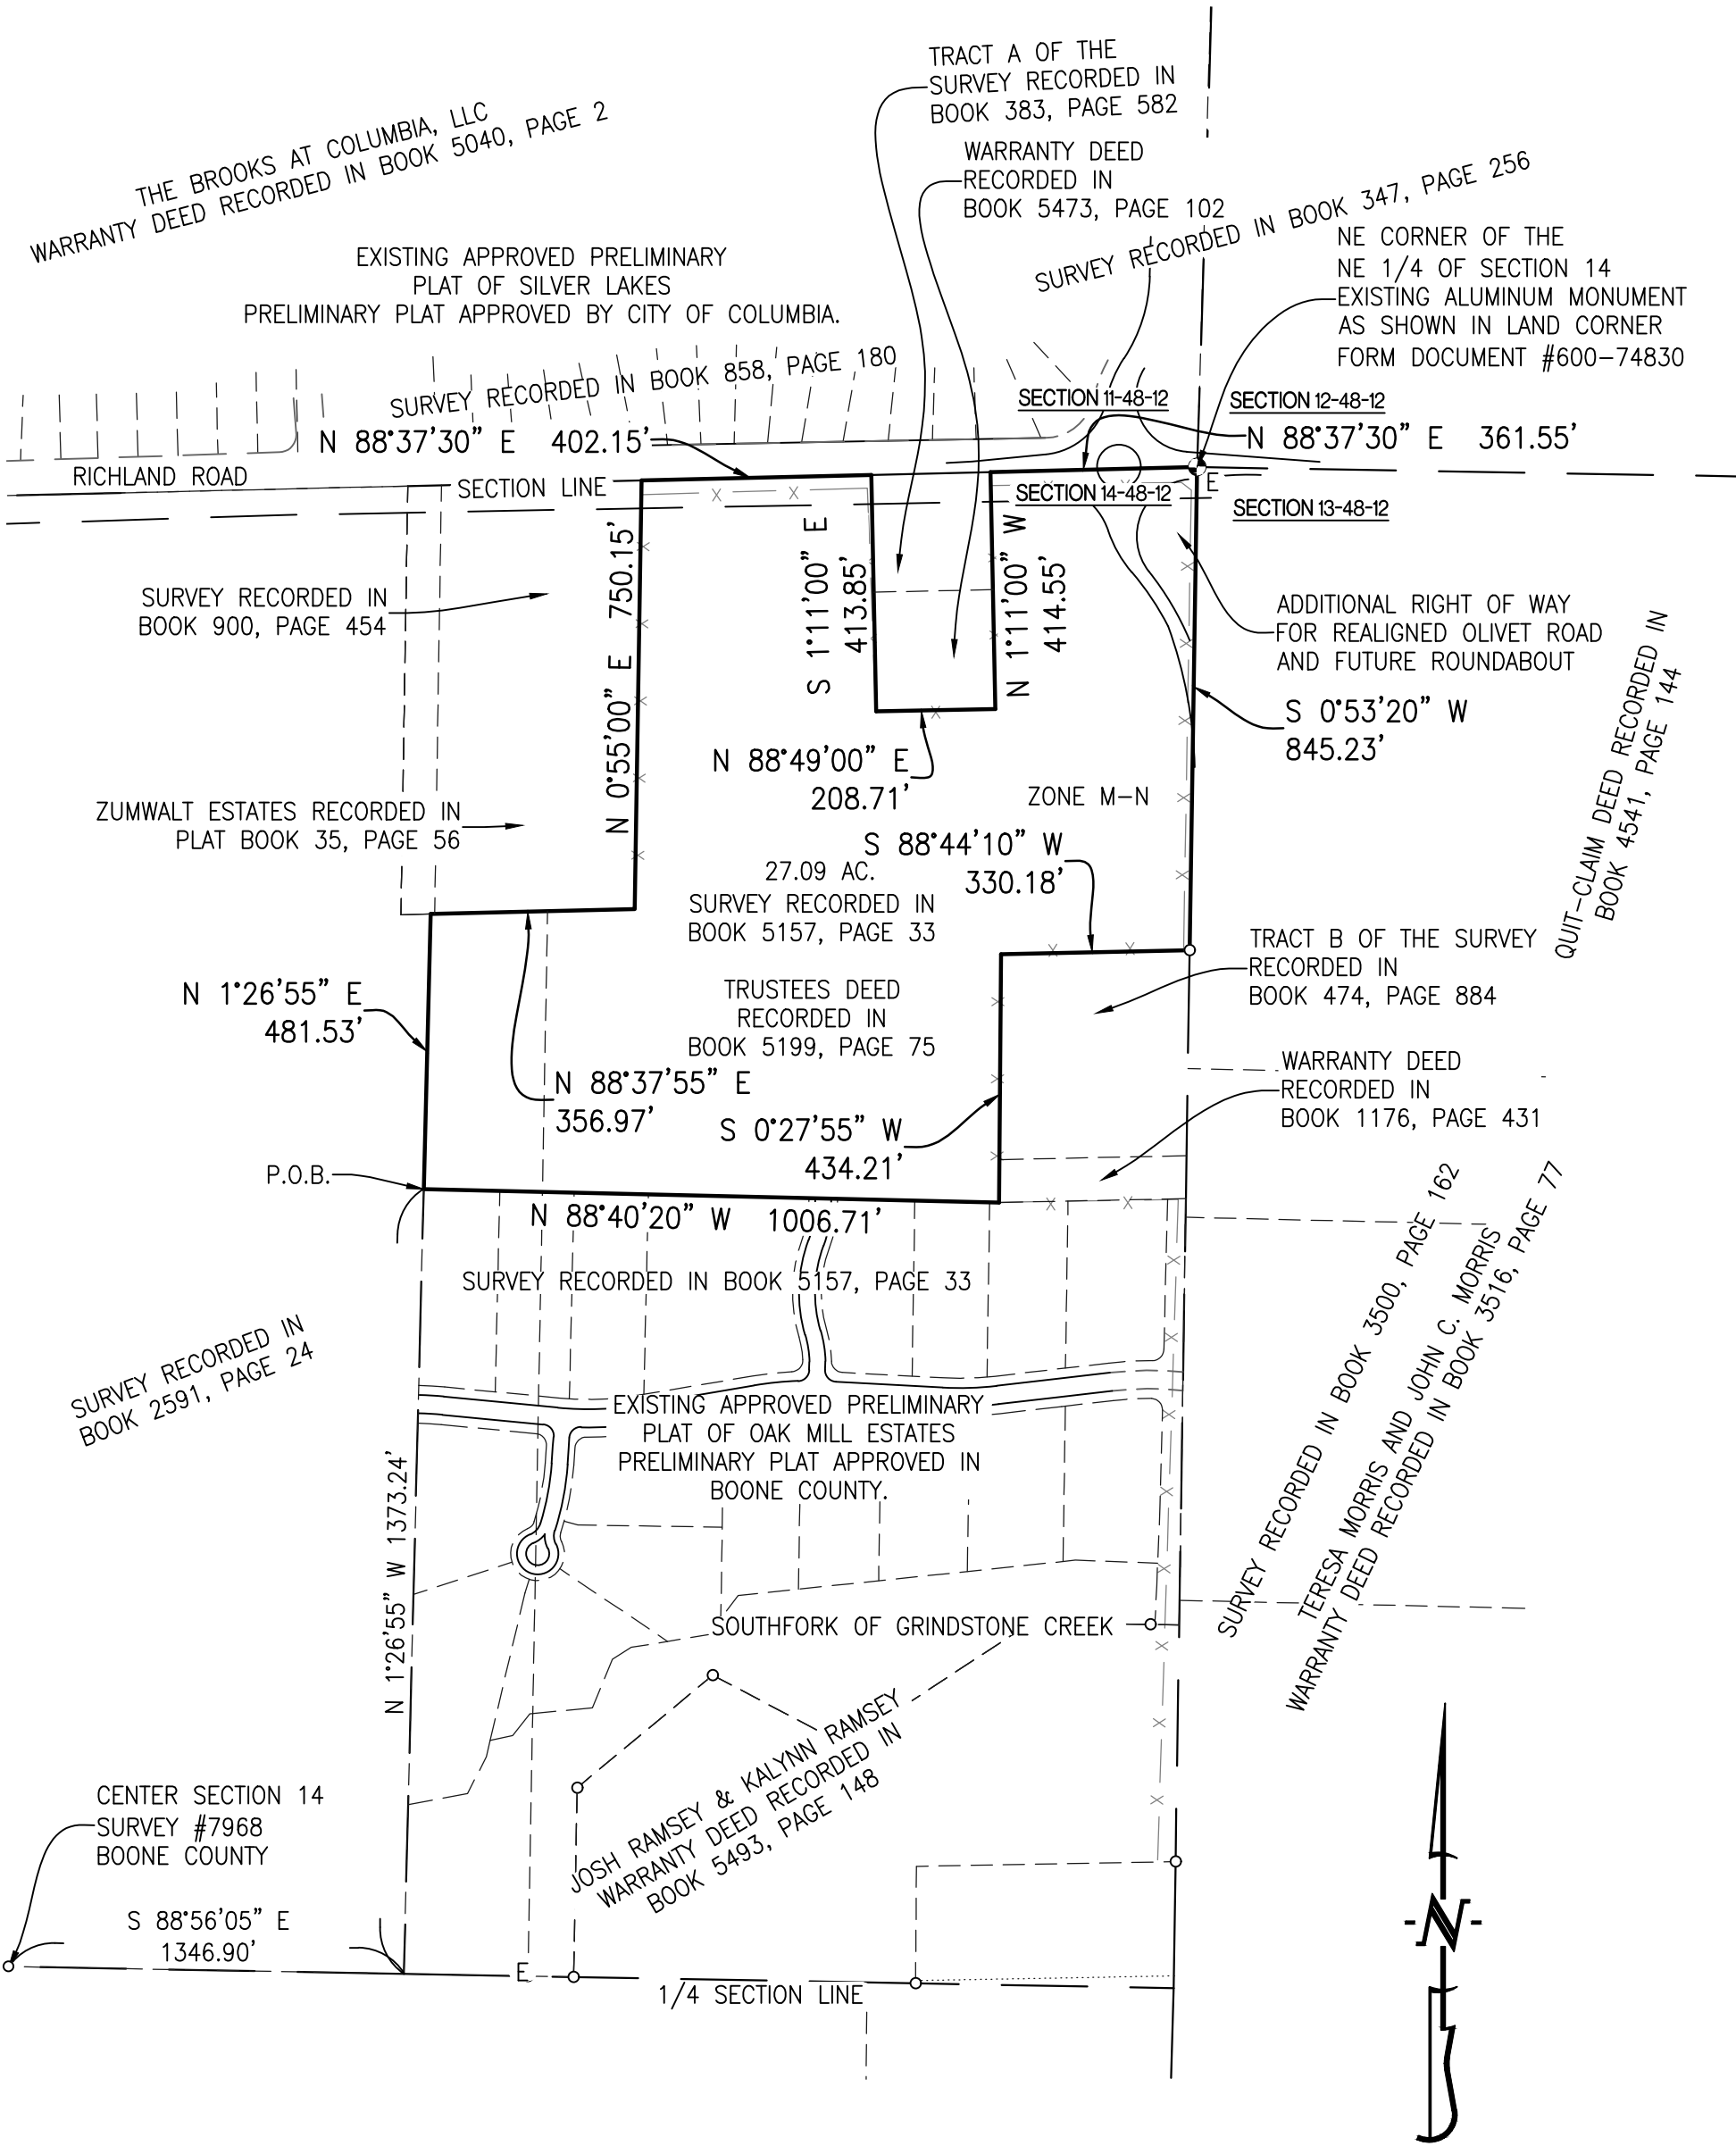 TRACT A OF THE
SURVEY RECORDED IN
BOOK 383, PAGE 582
THE BROOKS AT COLUMBIA, LLC
WARRANTY DEED RECORDED IN BOOK 5040, PAGE 2
WARRANTY DEED
RECORDED IN
BOOK 5473, PAGE 102
SURVEY RECORDED IN BOOK 347, PAGE 256
NE CORNER OF THE
NE 1/4 OF SECTION 14
EXISTING ALUMINUM MONUMENT
AS SHOWN IN LAND CORNER
FORM DOCUMENT #600-74830
EXISTING APPROVED PRELIMINARY
PLAT OF SILVER LAKES
PRELIMINARY PLAT APPROVED BY CITY OF COLUMBIA.
SURVEY RECORDED IN BOOK 858, PAGE 180
SECTION 11-48-12
SECTION 12-48-12
N 88°37'30" E 402.15'
N 88°37'30" E 361.55'
RICHLAND ROAD
SECTION LINE
SECTION 14-48-12
E
SECTION 13-48-12
N 0°55'00" E 750.15'
S 1°11'00" E
413.85'
N 1°11'00" W
414.55'
SURVEY RECORDED IN
BOOK 900, PAGE 454
ADDITIONAL RIGHT OF WAY
FOR REALIGNED OLIVET ROAD
AND FUTURE ROUNDABOUT
S 0°53'20" W
845.23'
QUIT-CLAIM DEED RECORDED IN
BOOK 4541, PAGE 144
N 88°49'00" E
208.71'
ZONE M-N
ZUMWALT ESTATES RECORDED IN
PLAT BOOK 35, PAGE 56
S 88°44'10" W
330.18'
27.09 AC.
SURVEY RECORDED IN
BOOK 5157, PAGE 33
TRACT B OF THE SURVEY
RECORDED IN
BOOK 474, PAGE 884
N 1°26'55" E
481.53'
TRUSTEES DEED
RECORDED IN
BOOK 5199, PAGE 75
WARRANTY DEED
RECORDED IN
BOOK 1176, PAGE 431
N 88°37'55" E
356.97'
S 0°27'55" W
434.21'
P.O.B.
N 88°40'20" W 1006.71'
SURVEY RECORDED IN BOOK 5157, PAGE 33
SURVEY RECORDED IN BOOK 3500, PAGE 162
TERESA MORRIS AND JOHN C. MORRIS
WARRANTY DEED RECORDED IN BOOK 3516, PAGE 77
SURVEY RECORDED IN
BOOK 2591, PAGE 24
EXISTING APPROVED PRELIMINARY
PLAT OF OAK MILL ESTATES
PRELIMINARY PLAT APPROVED IN
BOONE COUNTY.
N 1°26'55" W 1373.24'
SOUTHFORK OF GRINDSTONE CREEK
JOSH RAMSEY & KALYNN RAMSEY
WARRANTY DEED RECORDED IN
BOOK 5493, PAGE 148
CENTER SECTION 14
SURVEY #7968
BOONE COUNTY
S 88°56'05" E
1346.90'
E
1/4 SECTION LINE
N